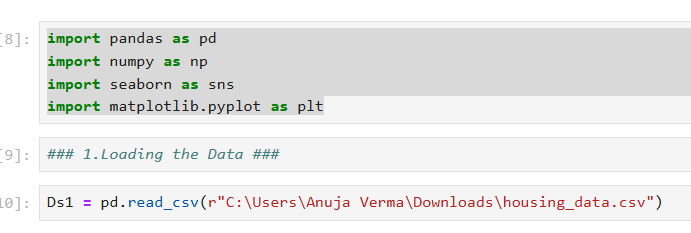 [8]:
import pandas as pd
import numpy as np
import seaborn as sns
import matplotlib.pyplot as plt
[9]:
### 1.Loading the Data ###
10]:
Ds1 = pd.read_csv(r"C:\Users\Anuja Verma\Downloads\housing_data.csv")